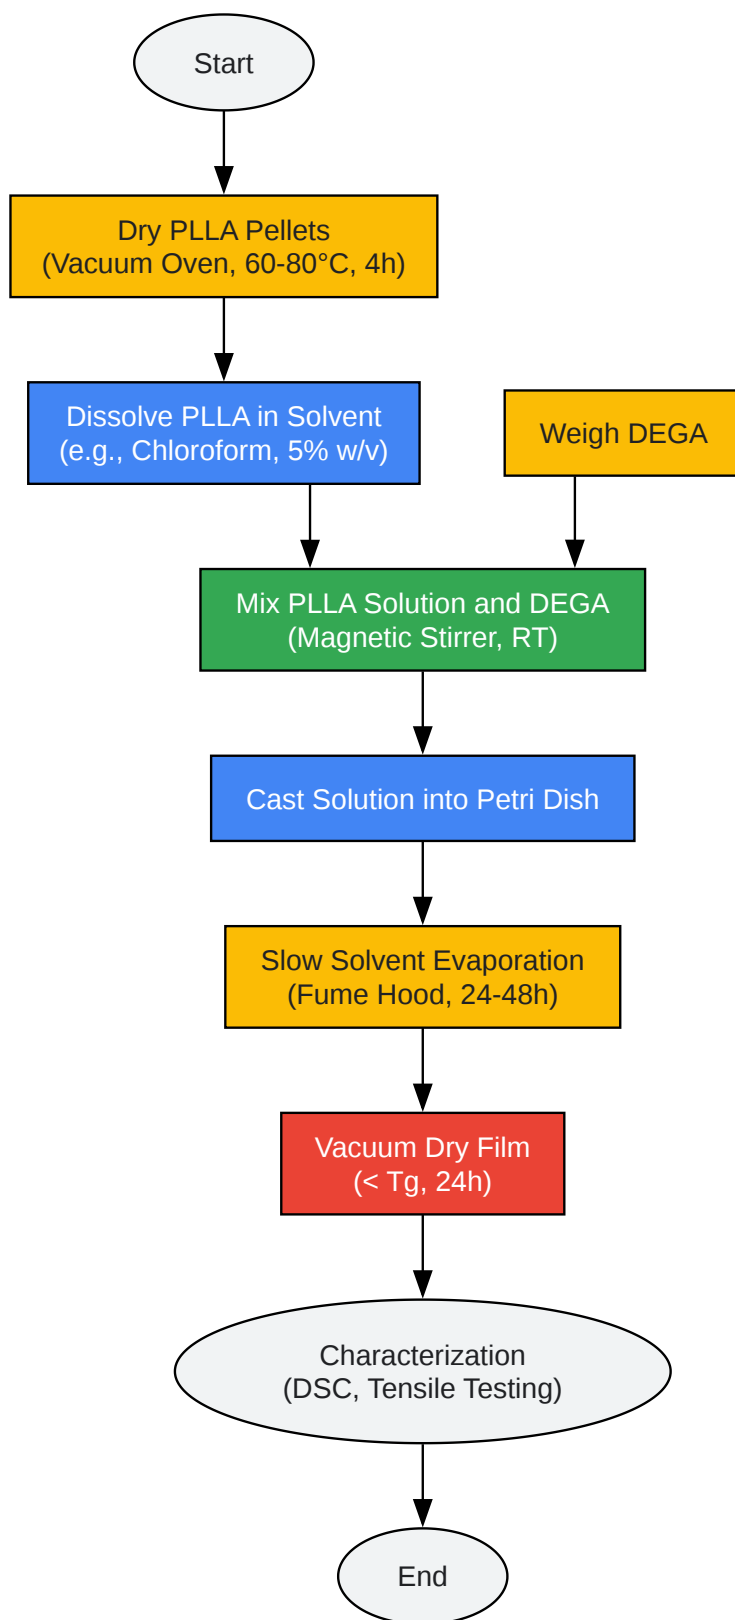 Start
Dry PLLA Pellets
(Vacuum Oven, 60-80°C, 4h)
Dissolve PLLA in Solvent
(e.g., Chloroform, 5% w/v)
Weigh DEGA
Mix PLLA Solution and DEGA
(Magnetic Stirrer, RT)
Cast Solution into Petri Dish
Slow Solvent Evaporation
(Fume Hood, 24-48h)
Vacuum Dry Film
(< Tg, 24h)
Characterization
(DSC, Tensile Testing)
End